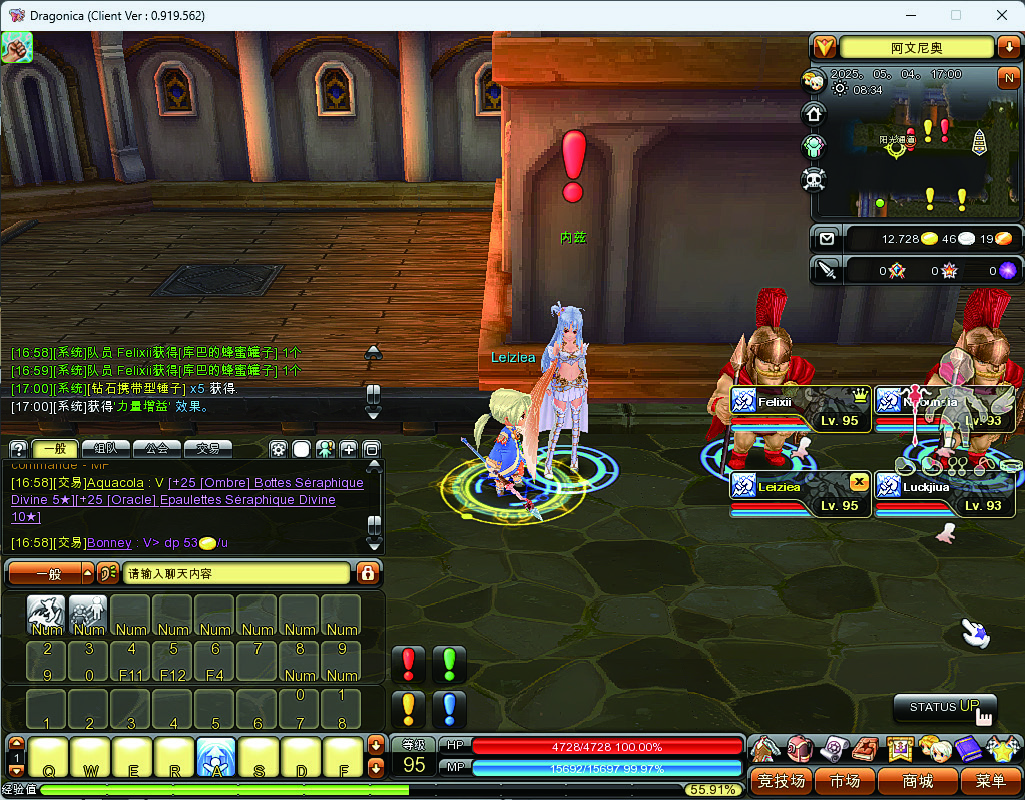 Dragonica (Client Ver : 0.919.562)
阿文尼奥
2025。 05。 04。 17:00
N
08:34
阳光通道
12.728 46 19
0 0 0
内兹
Leiziea
[16:58][系统]队员 Felixii获得[库巴的蜂蜜罐子] 1个
[16:59][系统]队员 Felixii获得[库巴的蜂蜜罐子] 1个
[17:00][系统][钻石携带型锤子] x5 获得.
[17:00][系统]获得'力量增益' 效果。
Felixii
Lv. 95
Lv. 93
Leiziea
Lv. 95
Luckjiua
Lv. 93
一般 组队 公会 交易
commande - MP
[16:58][交易]Aquacola : V [+25 [Ombre] Bottes Séraphique
Divine 5★][+25 [Oracle] Epaulettes Séraphique Divine
10★]
[16:58][交易]Bonney : V> dp 53/u
一般 请输入聊天内容
Num Num Num Num Num Num Num Num
2 3 4 5 6 7 8 9
9 0 F11 F12 F4 Num Num
0 1
1 2 3 4 5 6 7 8
STATUS UP
1
Q W E R A S D F
等级
95
HP 4728/4728 100.00%
MP 15692/15697 99.97%
竞技场 市场 商城 菜单
经验值 55.91%